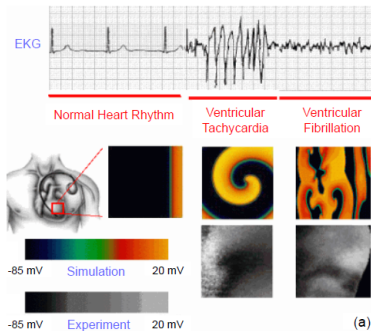 EKG
Normal Heart Rhythm
Ventricular
Tachycardia
Ventricular
Fibrillation
-85 mV
Simulation
20 mV
-85 mV
Experiment
20 mV
(a)